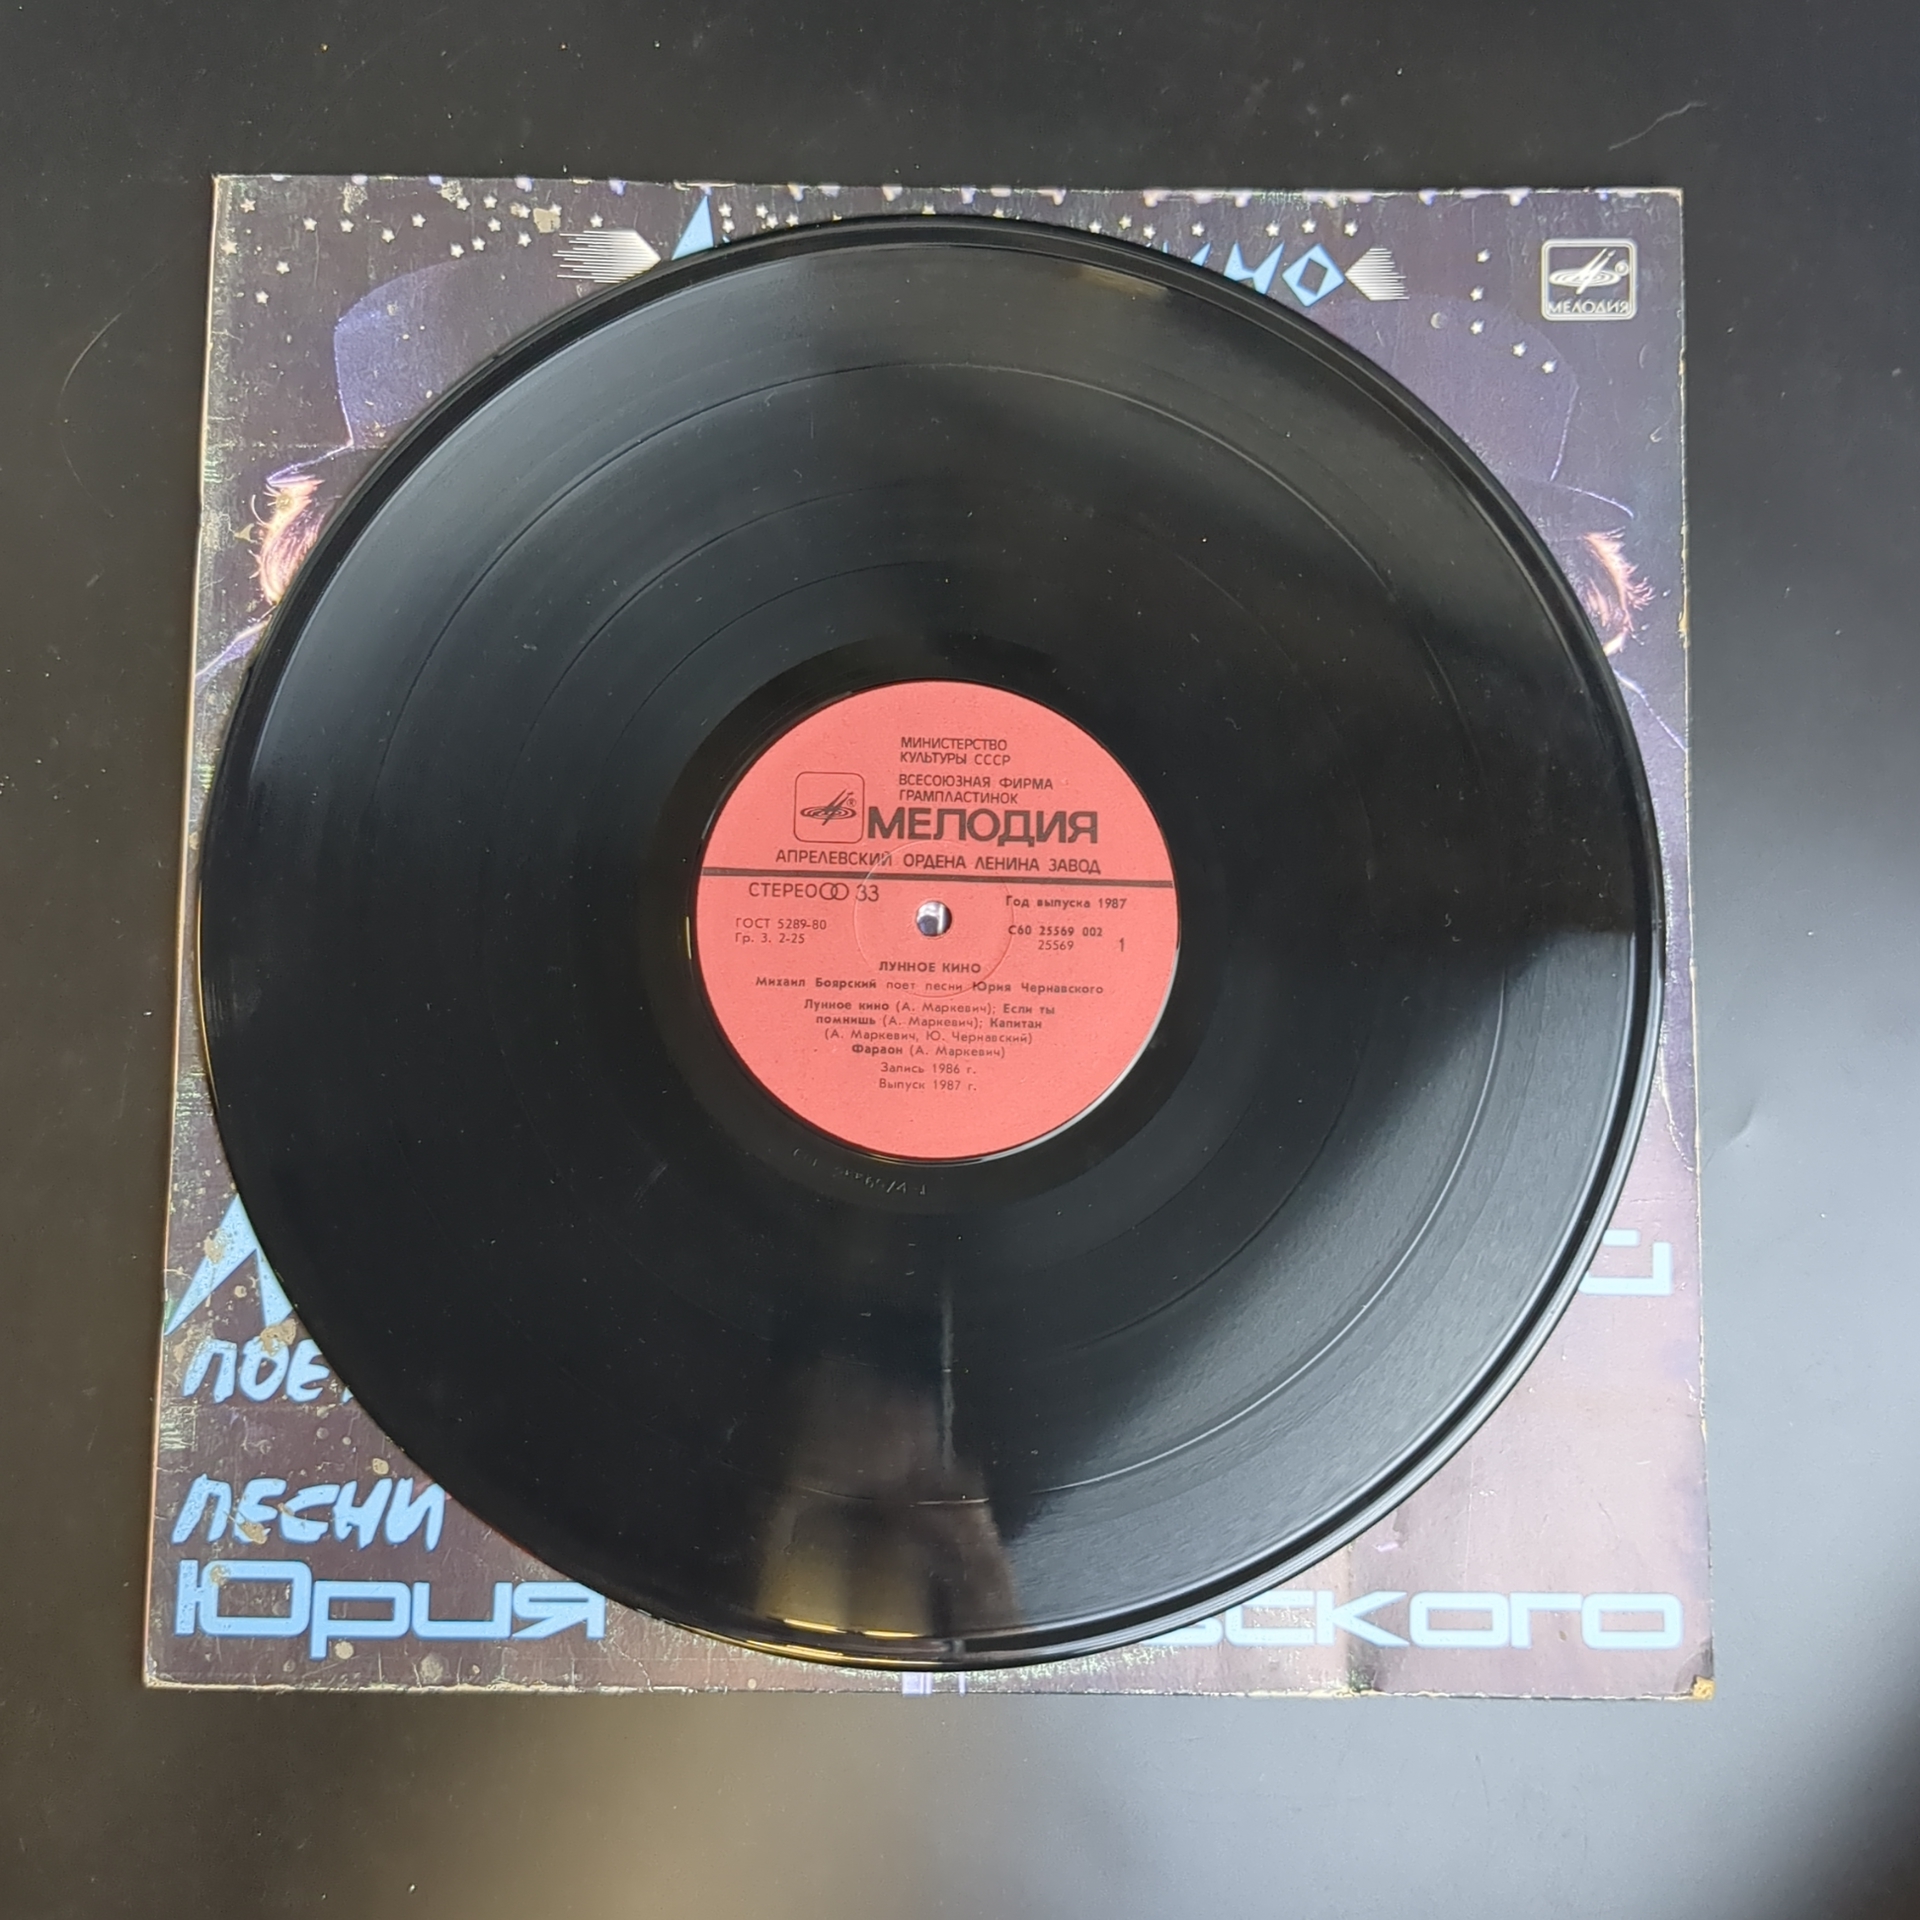 МЕЛОДИЯ
МИНИСТЕРСТВО
КУЛЬТУРЫ СССР
ВСЕСОЮЗНАЯ ФИРМА
ГРАМПЛАСТИНОК
МЕЛОДИЯ
АПРЕЛЕВСКИЙ ОРДЕНА ЛЕНИНА ЗАВОД
СТЕРЕО 33
Год выпуска 1987
ГОСТ 5289-80
С60 25569 002
Гр. 3. 2-25
25569 1
ЛУННОЕ КИНО
Михаил Боярский поет песни Юрия Чернавского
Лунное кино (А. Маркевич); Если ты
помнишь (А. Маркевич); Капитан
(А. Маркевич, Ю. Чернавский)
Фараон (А. Маркевич)
Запись 1986 г.
Выпуск 1987 г.
ПЕСНИ
Юрия